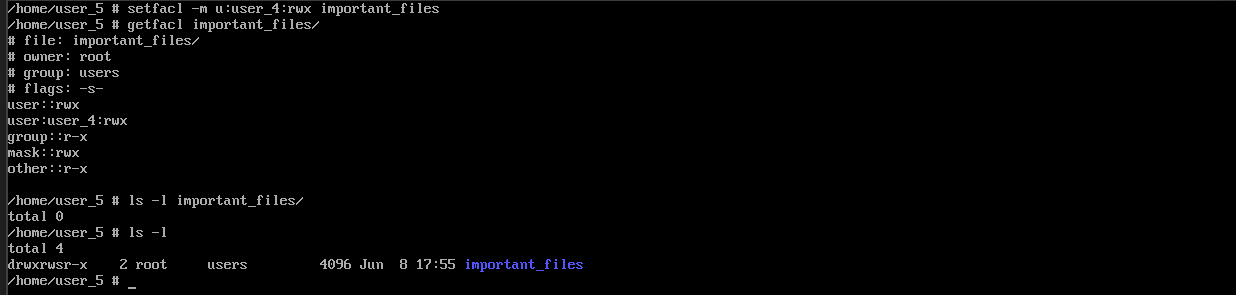 /home/user_5 # setfacl -m u:user_4:rwx important_files
/home/user_5 # getfacl important_files/
# file: important_files/
# owner: root
# group: users
# flags: -s-
user::rwx
user:user_4:rwx
group::r-x
mask::rwx
other::r-x
/home/user_5 # ls -l important_files/
total 0
/home/user_5 # ls -l
total 4
drwxrwsr-x    2 root     users         4096 Jun  8 17:55 important_files
/home/user_5 # _